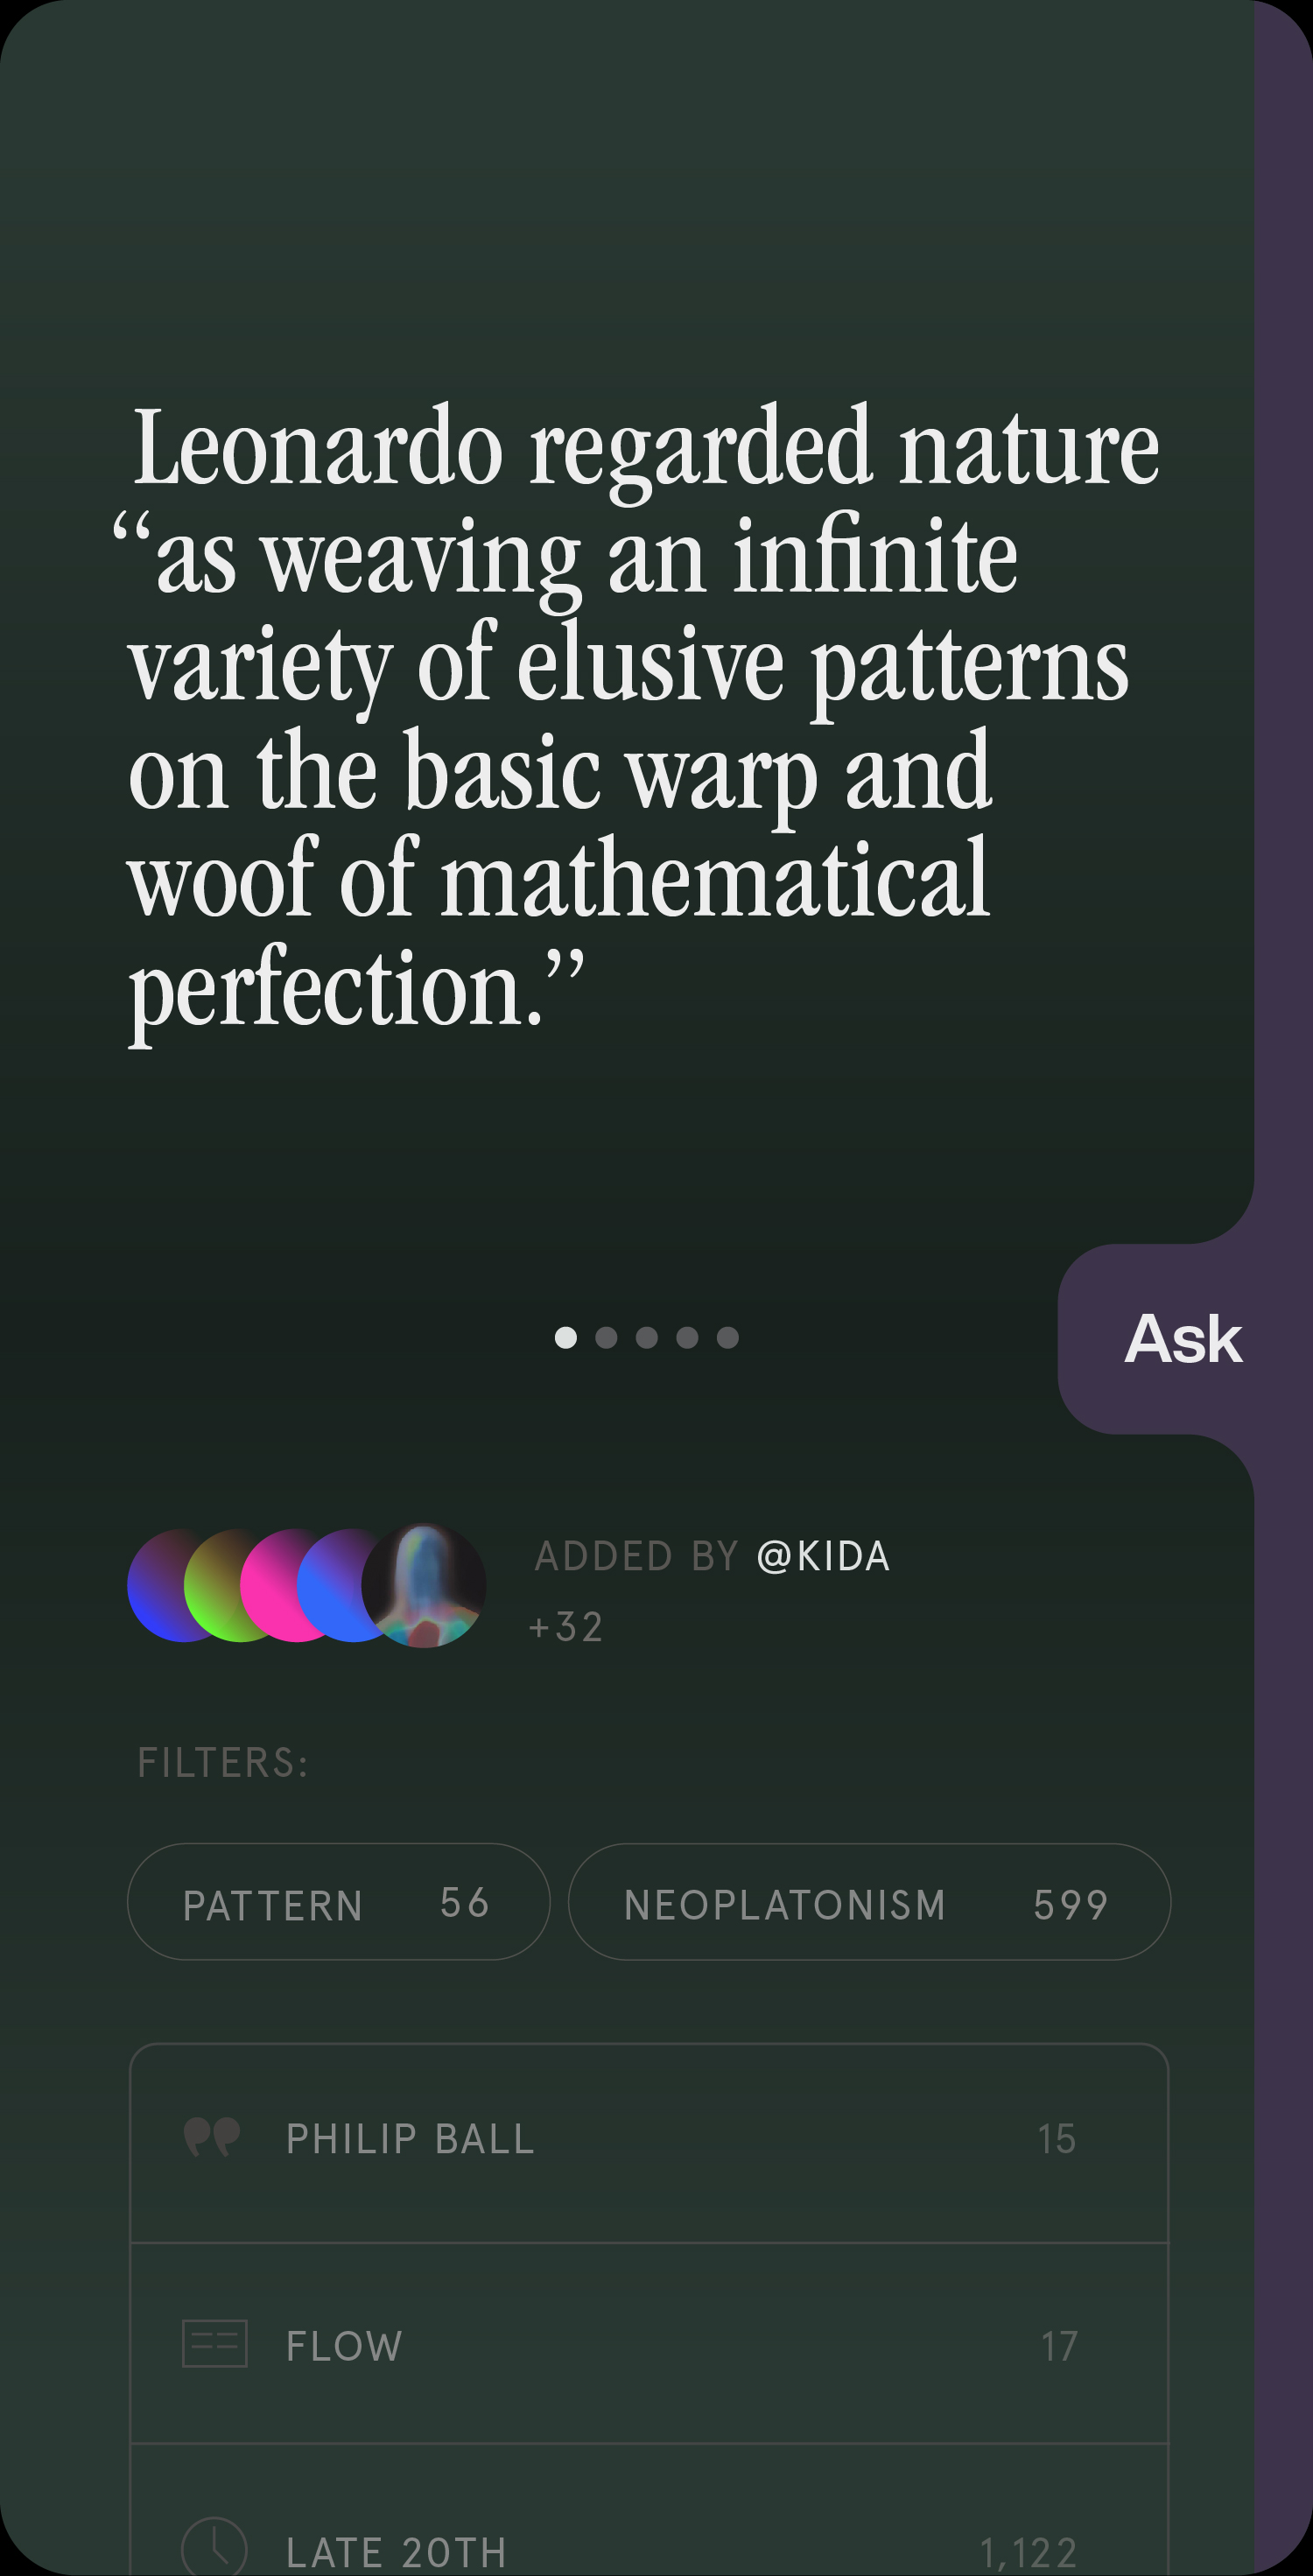 Leonardo regarded nature
“as weaving an infinite
variety of elusive patterns
on the basic warp and
woof of mathematical
perfection.”
Ask
ADDED BY @KIDA
+32
FILTERS:
PATTERN 56
NEOPLATONISM 599
PHILIP BALL 15
FLOW 17
LATE 20TH 1,122